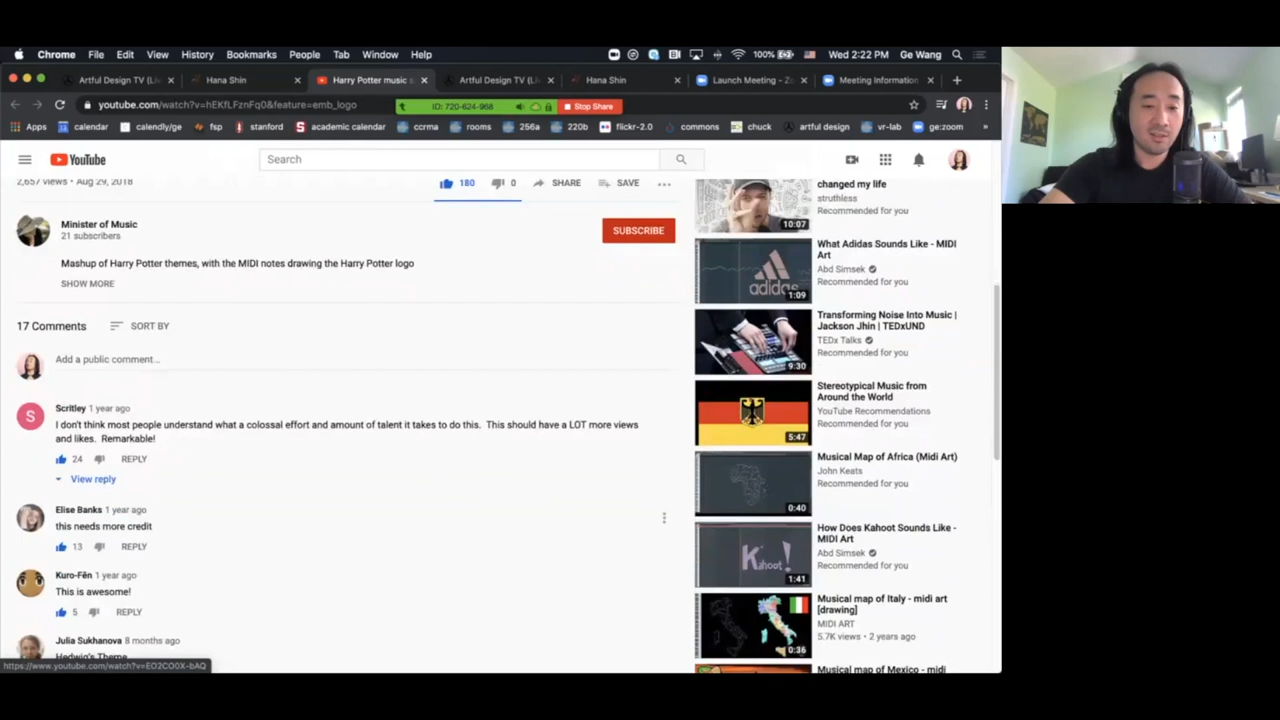 Chrome File Edit View History Bookmarks People Tab Window Help 100% Wed 2:22 PM Ge Wang
Artful Design TV (Li Hana Shin Harry Potter music s Artful Design TV (Li Hana Shin Launch Meeting - Zo Meeting Information
youtube.com/watch?v=hEKfLFznFq0&feature=emb_logo ID: 720-624-968 Stop Share
Apps calendar calendly/ge fsp stanford academic calendar ccrma rooms 256a 220b flickr-2.0 commons chuck artful design vr-lab ge:zoom »
YouTube Search
2,657 views • Aug 29, 2018 180 0 SHARE SAVE
Minister of Music
21 subscribers
SUBSCRIBE
Mashup of Harry Potter themes, with the MIDI notes drawing the Harry Potter logo
SHOW MORE
17 Comments SORT BY
Add a public comment...
S
Scritley 1 year ago
I don't think most people understand what a colossal effort and amount of talent it takes to do this. This should have a LOT more views
and likes. Remarkable!
24 REPLY
View reply
Elise Banks 1 year ago
this needs more credit
13 REPLY
Kuro-Fēn 1 year ago
This is awesome!
5 REPLY
Julia Sukhanova 8 months ago
Hedwig's Theme
https://www.youtube.com/watch?v=EO2CO0X-bAQ
changed my life
struthless
Recommended for you
10:07
What Adidas Sounds Like - MIDI
Art
Abd Simsek
Recommended for you
adidas
1:09
Transforming Noise Into Music |
Jackson Jhin | TEDxUND
TEDx Talks
Recommended for you
9:30
Stereotypical Music from
Around the World
YouTube Recommendations
Recommended for you
5:47
Musical Map of Africa (Midi Art)
John Keats
Recommended for you
0:40
How Does Kahoot Sounds Like -
MIDI Art
Abd Simsek
Recommended for you
Kahoot!
1:41
Musical map of Italy - midi art
[drawing]
MIDI ART
5.7K views • 2 years ago
0:36
Musical map of Mexico - midi